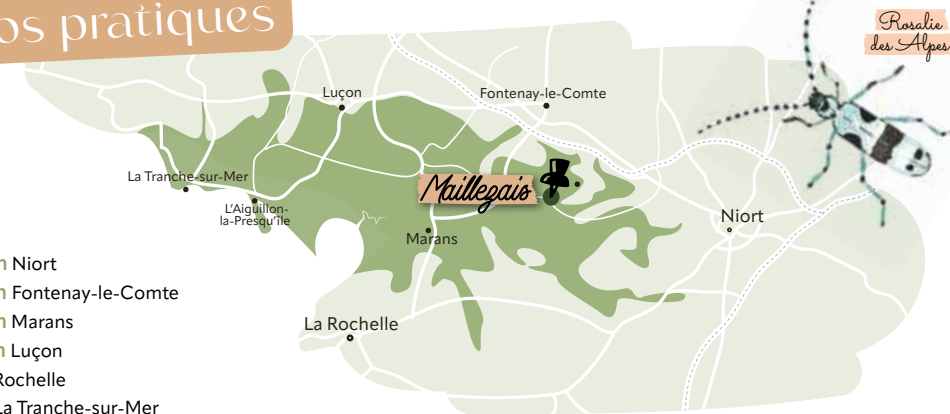 os pratiques
Rosalie
des Alpes
Luçon
Fontenay-le-Comte
La Tranche-sur-Mer
Maillezais
L'Aiguillon-
la-Presqu'île
Niort
Marans
La Rochelle
n Niort
n Fontenay-le-Comte
n Marans
n Luçon
Rochelle
La Tranche-sur-Mer